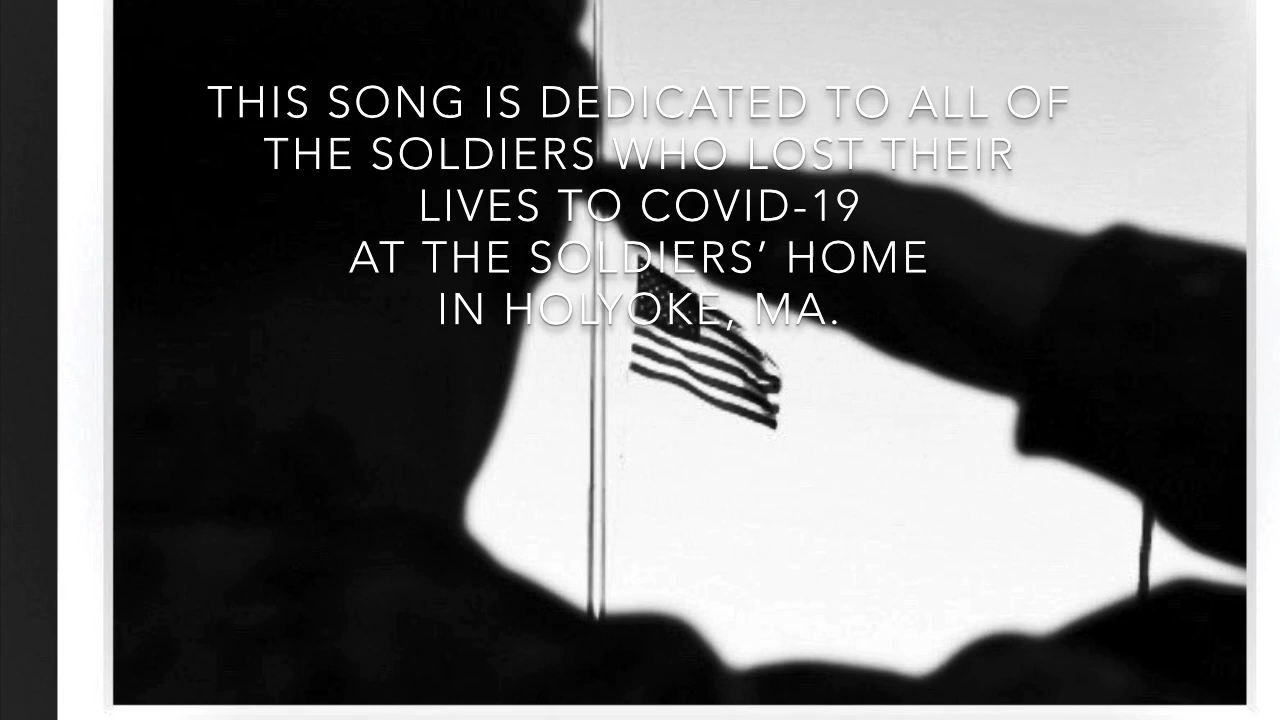 THIS SONG IS DEDICATED TO ALL OF
THE SOLDIERS WHO LOST THEIR
LIVES TO COVID-19
AT THE SOLDIERS’ HOME
IN HOLYOKE, MA.